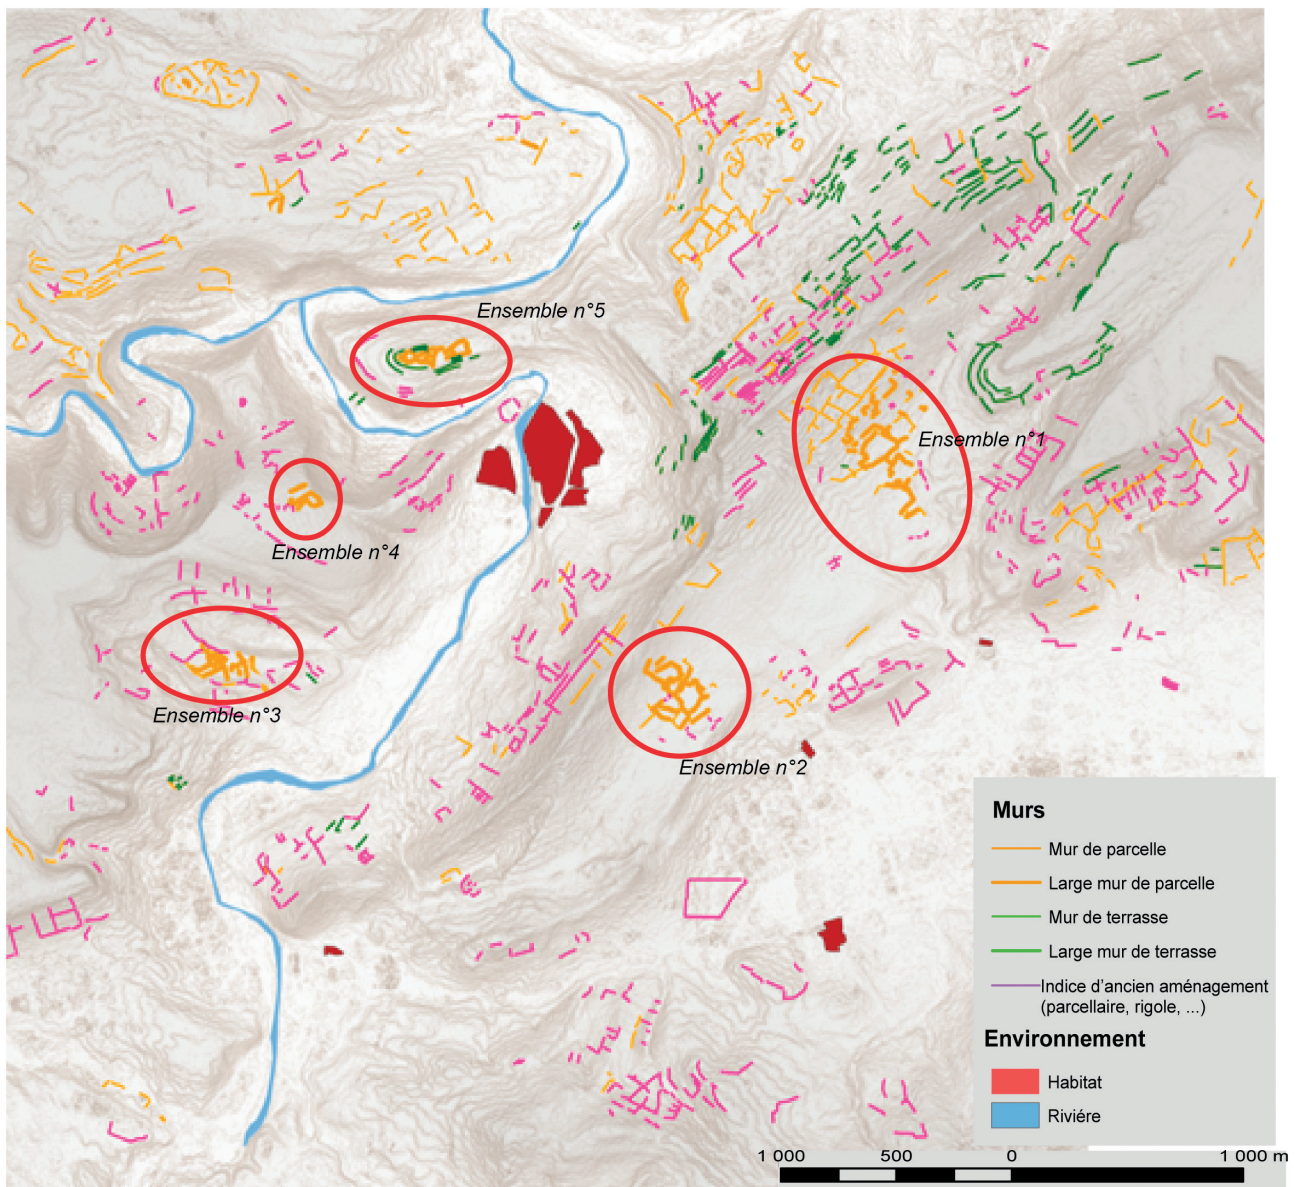 Ensemble n°5
Ensemble n°1
Ensemble n°4
Ensemble n°3
Ensemble n°2
Murs
Mur de parcelle
Large mur de parcelle
Mur de terrasse
Large mur de terrasse
Indice d'ancien aménagement
(parcellaire, rigole, ...)
Environnement
Habitat
Riviére
1 000 500 0 1 000 m